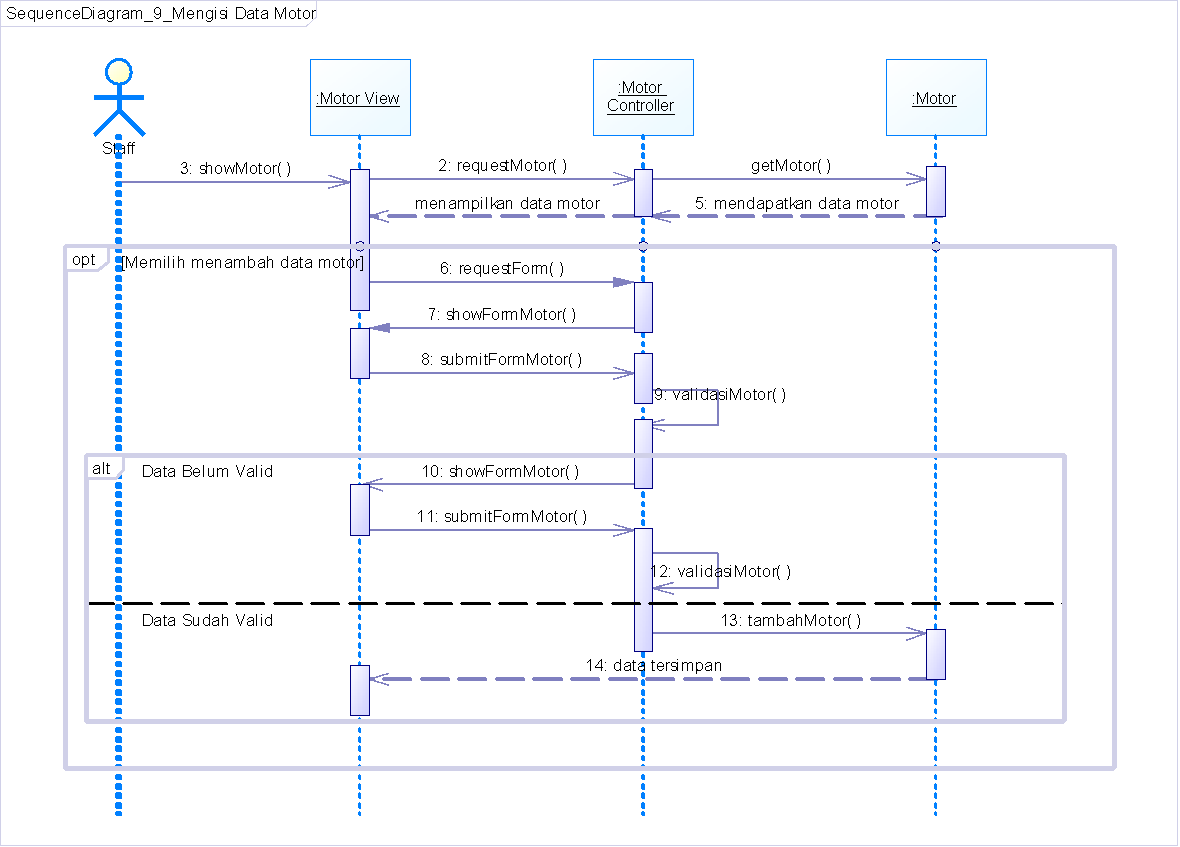 SequenceDiagram_9_Mengisi Data Motor
Staff
:Motor View
:Motor
Controller
:Motor
3: showMotor( )
2: requestMotor( )
getMotor( )
menampilkan data motor
5: mendapatkan data motor
opt
[Memilih menambah data motor]
6: requestForm( )
7: showFormMotor( )
8: submitFormMotor( )
9: validasiMotor( )
alt
Data Belum Valid
10: showFormMotor( )
11: submitFormMotor( )
12: validasiMotor( )
Data Sudah Valid
13: tambahMotor( )
14: data tersimpan